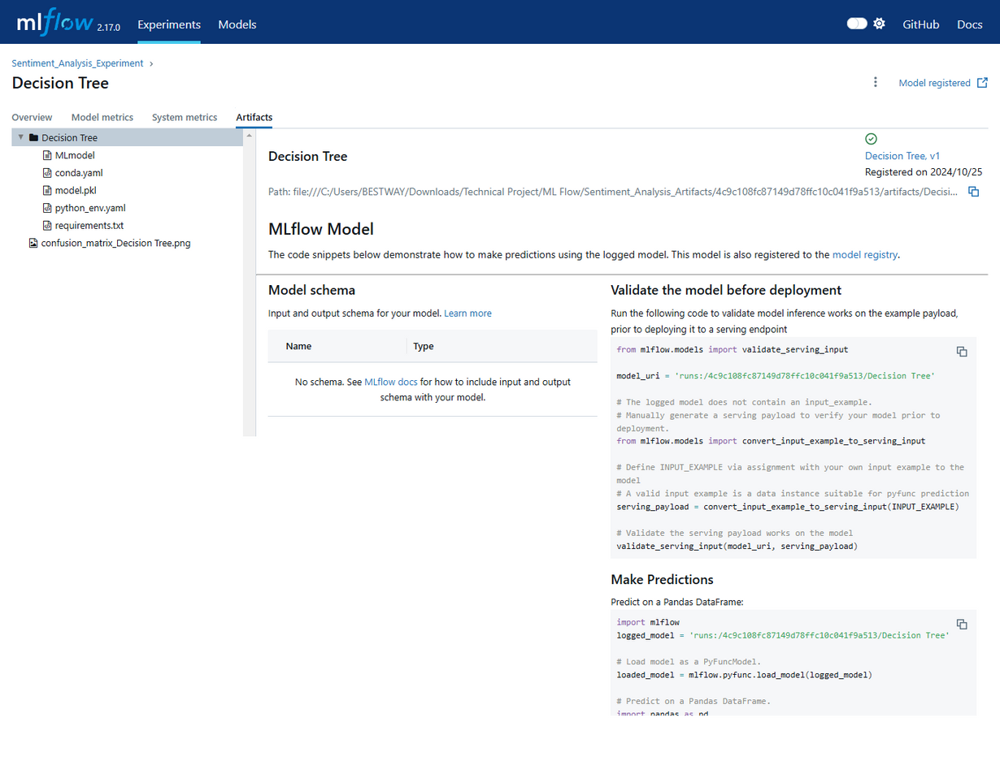 mlflow 2.17.0 Experiments Models GitHub Docs
Sentiment_Analysis_Experiment ›
Decision Tree
Model registered
Overview Model metrics System metrics Artifacts
Decision Tree
MLmodel
conda.yaml
model.pkl
python_env.yaml
requirements.txt
confusion_matrix_Decision Tree.png
Decision Tree
Decision Tree, v1
Registered on 2024/10/25
Path: file:///C:/Users/BESTWAY/Downloads/Technical Project/ML Flow/Sentiment_Analysis_Artifacts/4c9c108fc87149d78ffc10c041f9a513/artifacts/Decisi...
MLflow Model
The code snippets below demonstrate how to make predictions using the logged model. This model is also registered to the model registry.
Model schema
Input and output schema for your model. Learn more
Name Type
No schema. See MLflow docs for how to include input and output
schema with your model.
Validate the model before deployment
Run the following code to validate model inference works on the example payload,
prior to deploying it to a serving endpoint
from mlflow.models import validate_serving_input
model_uri = 'runs:/4c9c108fc87149d78ffc10c041f9a513/Decision Tree'
# The logged model does not contain an input_example.
# Manually generate a serving payload to verify your model prior to
deployment.
from mlflow.models import convert_input_example_to_serving_input
# Define INPUT_EXAMPLE via assignment with your own input example to the
model
# A valid input example is a data instance suitable for pyfunc prediction
serving_payload = convert_input_example_to_serving_input(INPUT_EXAMPLE)
# Validate the serving payload works on the model
validate_serving_input(model_uri, serving_payload)
Make Predictions
Predict on a Pandas DataFrame:
import mlflow
logged_model = 'runs:/4c9c108fc87149d78ffc10c041f9a513/Decision Tree'
# Load model as a PyFuncModel.
loaded_model = mlflow.pyfunc.load_model(logged_model)
# Predict on a Pandas DataFrame.
import pandas as pd